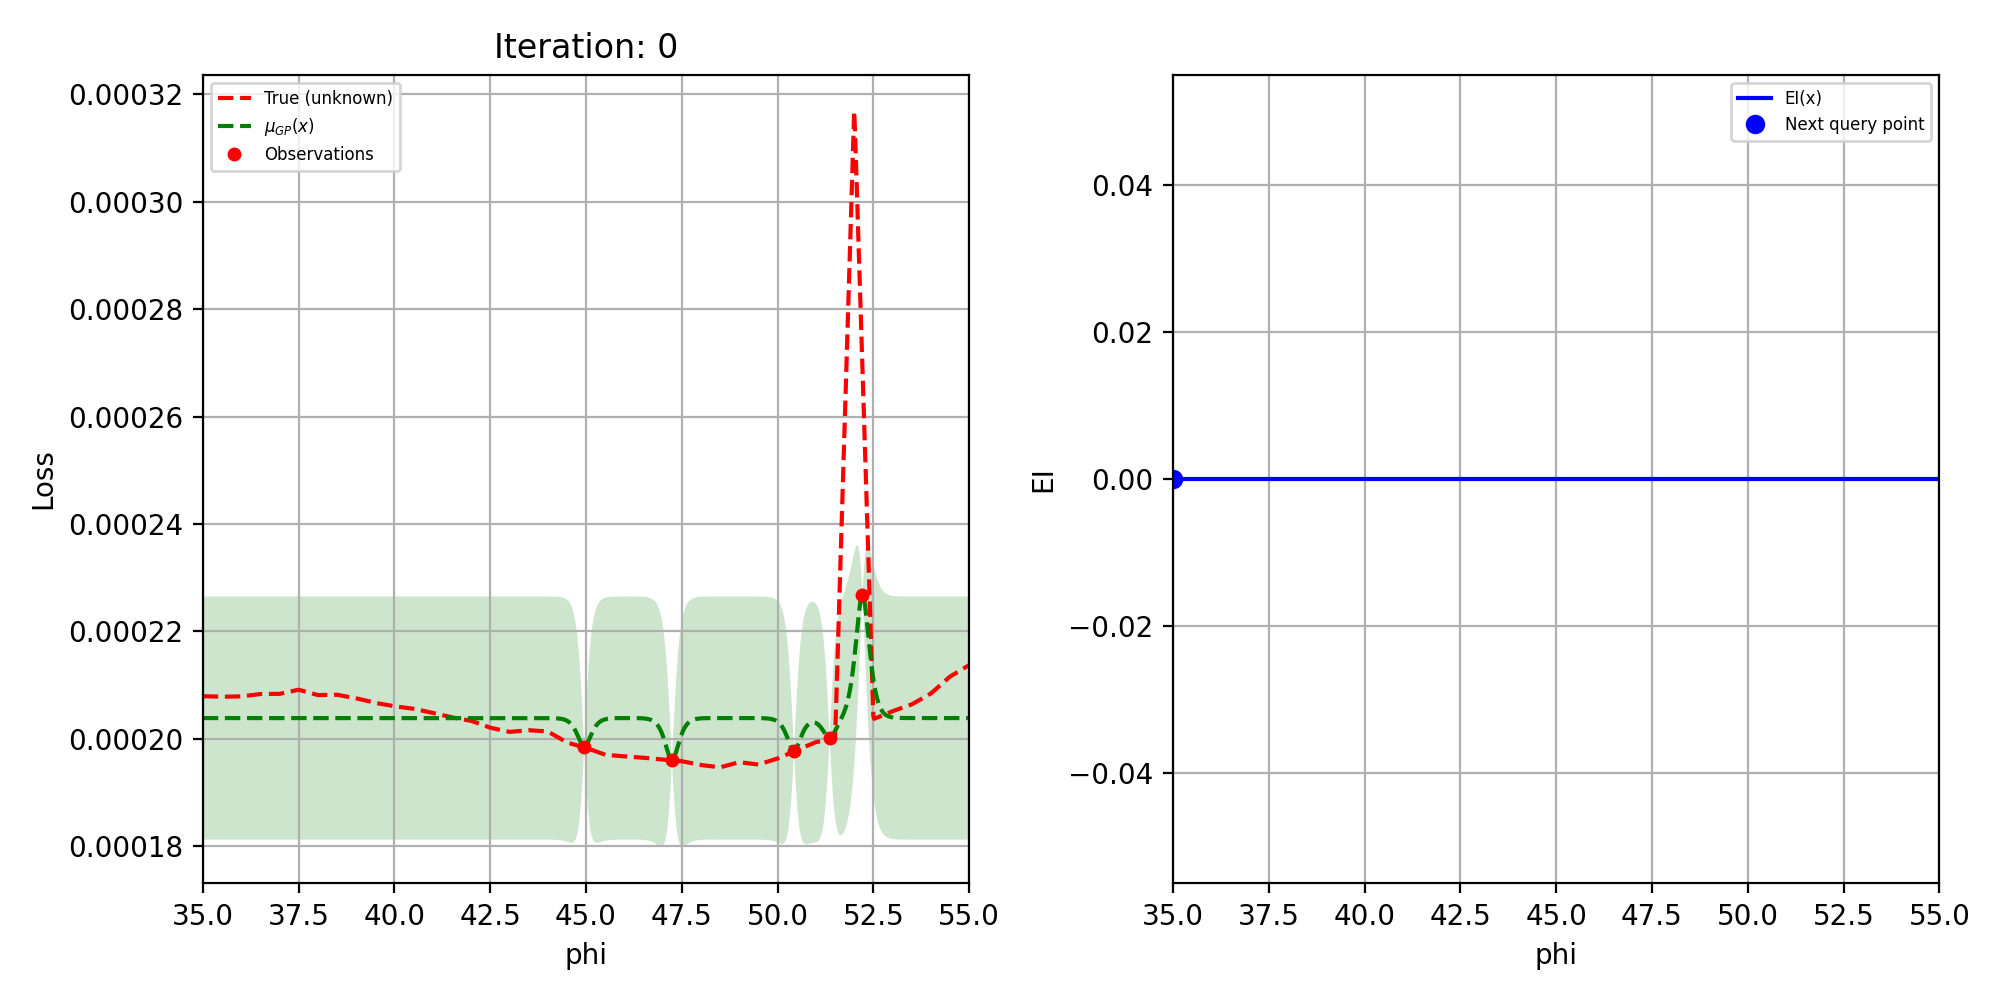 Iteration: 0
True (unknown)
μGP(x)
Observations
0.00032
0.00030
0.00028
0.00026
0.00024
0.00022
0.00020
0.00018
Loss
35.0 37.5 40.0 42.5 45.0 47.5 50.0 52.5 55.0
phi
EI(x)
Next query point
0.04
0.02
0.00
−0.02
−0.04
EI
35.0 37.5 40.0 42.5 45.0 47.5 50.0 52.5 55.0
phi